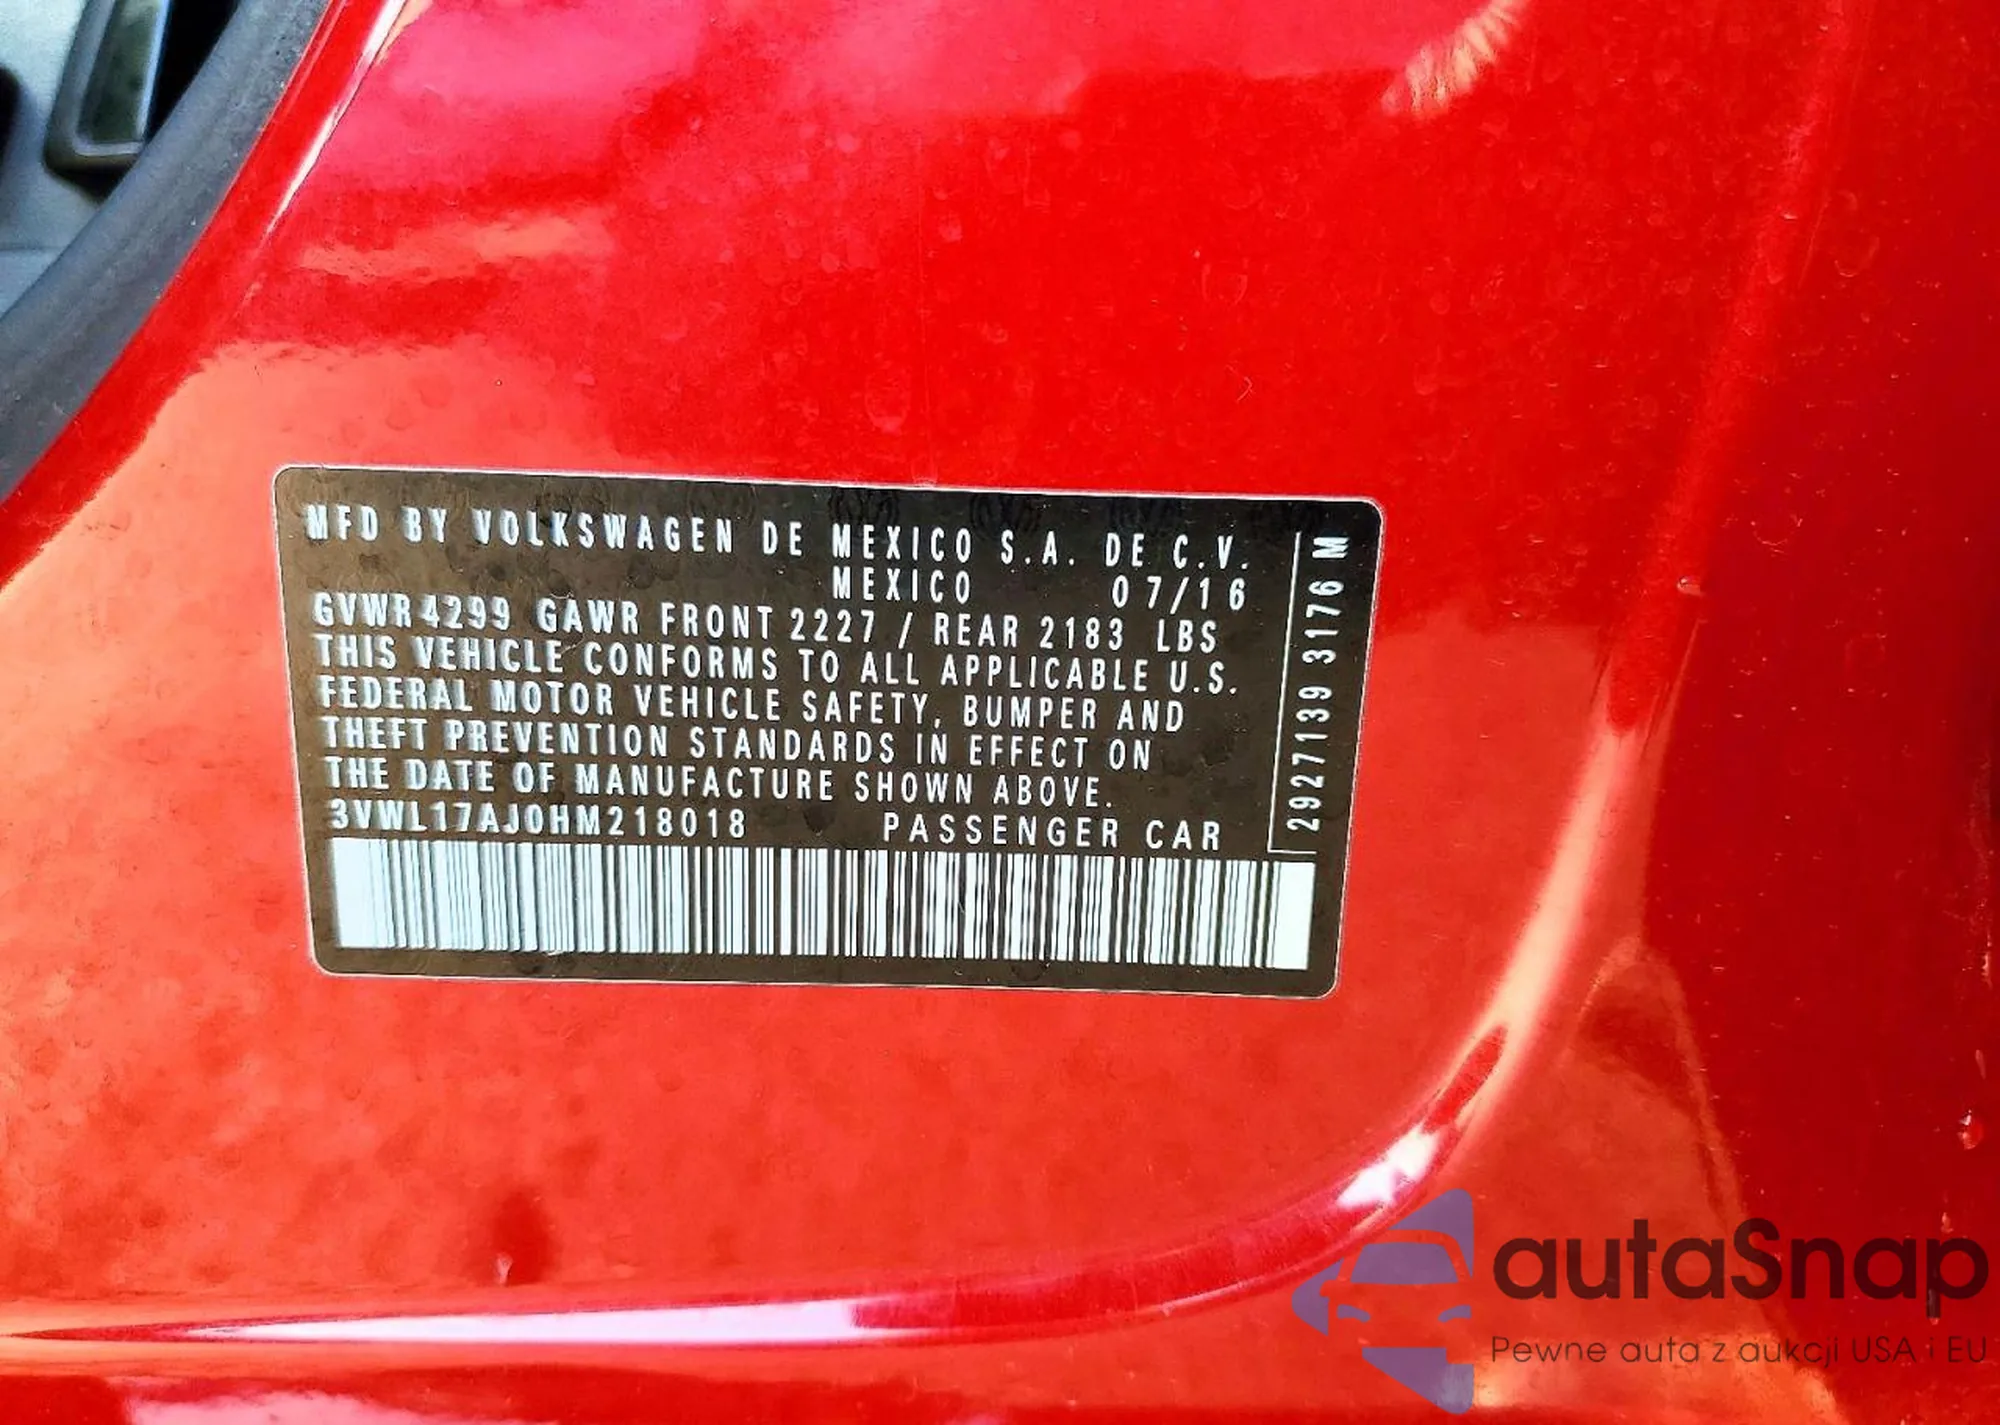 MFD BY VOLKSWAGEN DE MEXICO S.A. DE C.V.
MEXICO 07/16
GVWR 4299 GAWR FRONT 2227 / REAR 2183 LBS
THIS VEHICLE CONFORMS TO ALL APPLICABLE U.S.
FEDERAL MOTOR VEHICLE SAFETY, BUMPER AND
THEFT PREVENTION STANDARDS IN EFFECT ON
THE DATE OF MANUFACTURE SHOWN ABOVE.
3VWL17AJ0HM218018 PASSENGER CAR
2927139 3176 M
autaSnap
Pewne auta z aukcji USA i EU